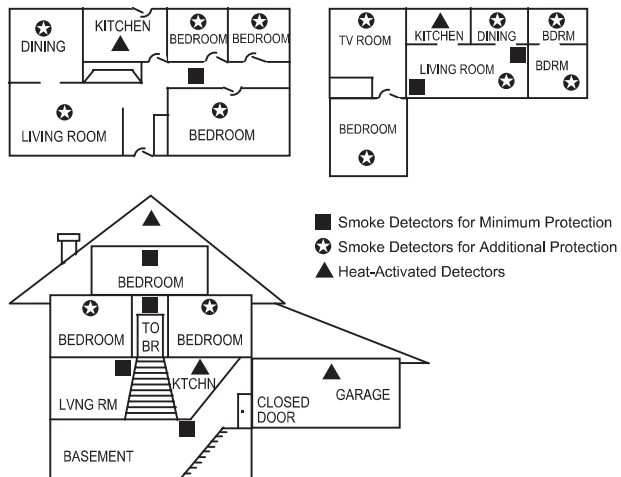 DINING
KITCHEN
BEDROOM
BEDROOM
LIVING ROOM
BEDROOM
TV ROOM
KITCHEN
DINING
BDRM
LIVING ROOM
BDRM
BEDROOM
Smoke Detectors for Minimum Protection
Smoke Detectors for Additional Protection
Heat-Activated Detectors
BEDROOM
BEDROOM
TO
BR
BEDROOM
LVNG RM
KTCHN
CLOSED
DOOR
GARAGE
BASEMENT